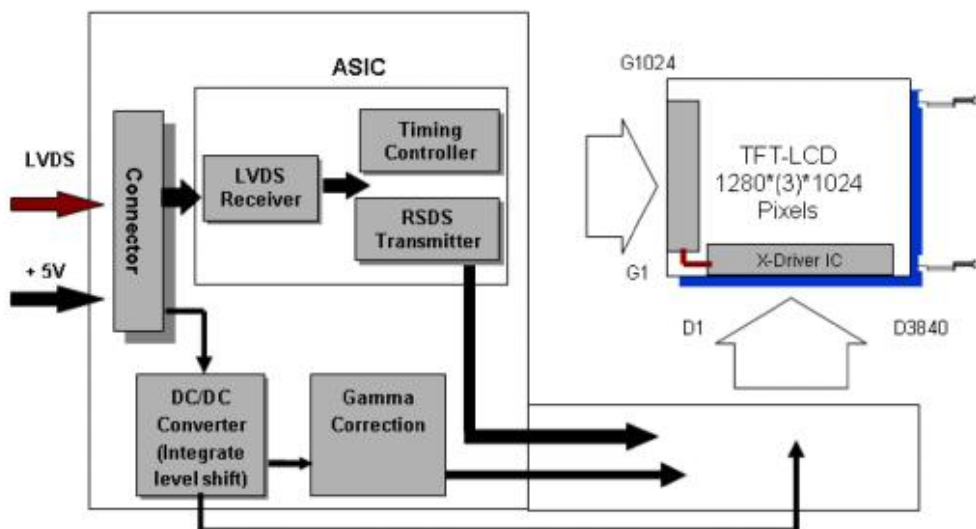 ASIC
LVDS
+ 5V
Connector
LVDS
Receiver
Timing
Controller
RSDS
Transmitter
DC/DC
Converter
(Integrate
level shift)
Gamma
Correction
G1024
TFT-LCD
1280*(3)*1024
Pixels
G1
X-Driver IC
D1
D3840